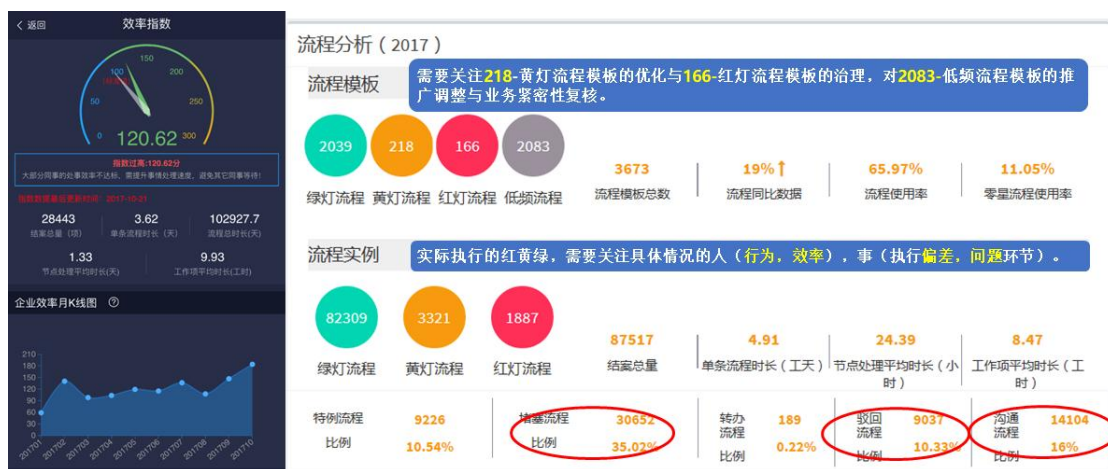 < 返回
效率指数
0
50
100
150
200
250
300
120.62
指数过高:120.62分
大部分同事的处事效率不达标、需提升事情处理速度，避免其它同事等待!
指数数据最后更新时间：2017-10-21
28443
3.62
102927.7
结案总量（项）
单条流程时长（天）
流程总时长(天)
1.33
9.93
节点处理平均时长(天)
工作项平均时长(工时)
企业效率月K线图 ?
210
180
150
120
90
60
30
0
201701 201702 201703 201704 201705 201706 201707 201708 201709 201710
流程分析（2017）
流程模板
需要关注218-黄灯流程模板的优化与166-红灯流程模板的治理，对2083-低频流程模板的推
广调整与业务紧密性复核。
2039
218
166
2083
绿灯流程 黄灯流程 红灯流程 低频流程
3673
19%↑
65.97%
11.05%
流程模板总数
流程同比数据
流程使用率
零星流程使用率
流程实例
实际执行的红黄绿，需要关注具体情况的人（行为，效率），事（执行偏差，问题环节）。
82309
3321
1887
绿灯流程
黄灯流程
红灯流程
87517
4.91
24.39
8.47
结案总量
单条流程时长（工天）
节点处理平均时长（小
时）
工作项平均时长（工
时）
特例流程 9226
比例 10.54%
堵塞流程 30652
比例 35.02%
转办 189
流程
比例 0.22%
驳回 9037
流程
比例 10.33%
沟通 14104
流程
比例 16%